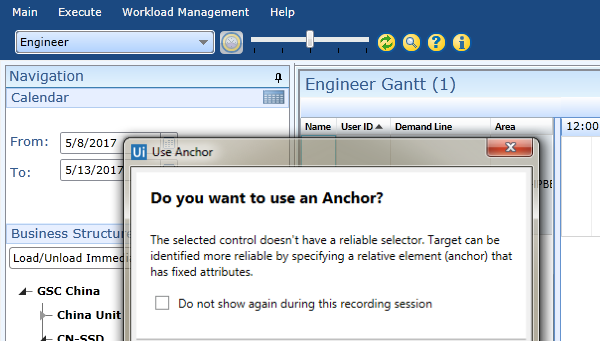 Main Execute Workload Management Help
Engineer
Navigation
Calendar
From: 5/8/2017
To: 5/13/2017
Business Structure
Load/Unload Immedia
GSC China
China Unit
CN-SSD
Engineer Gantt (1)
Name User ID Demand Line Area
12:00
HPBE
Ui Use Anchor
Do you want to use an Anchor?
The selected control doesn't have a reliable selector. Target can be
identified more reliable by specifying a relative element (anchor) that
has fixed attributes.
Do not show again during this recording session